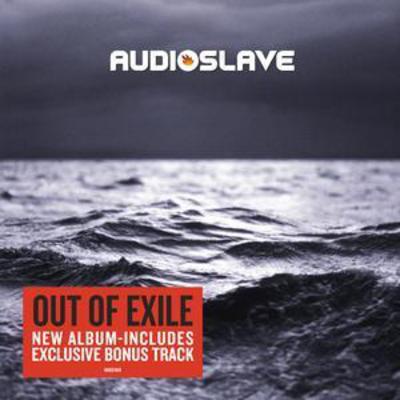 AUDIOSLAVE
OUT OF EXILE
NEW ALBUM-INCLUDES
EXCLUSIVE BONUS TRACK